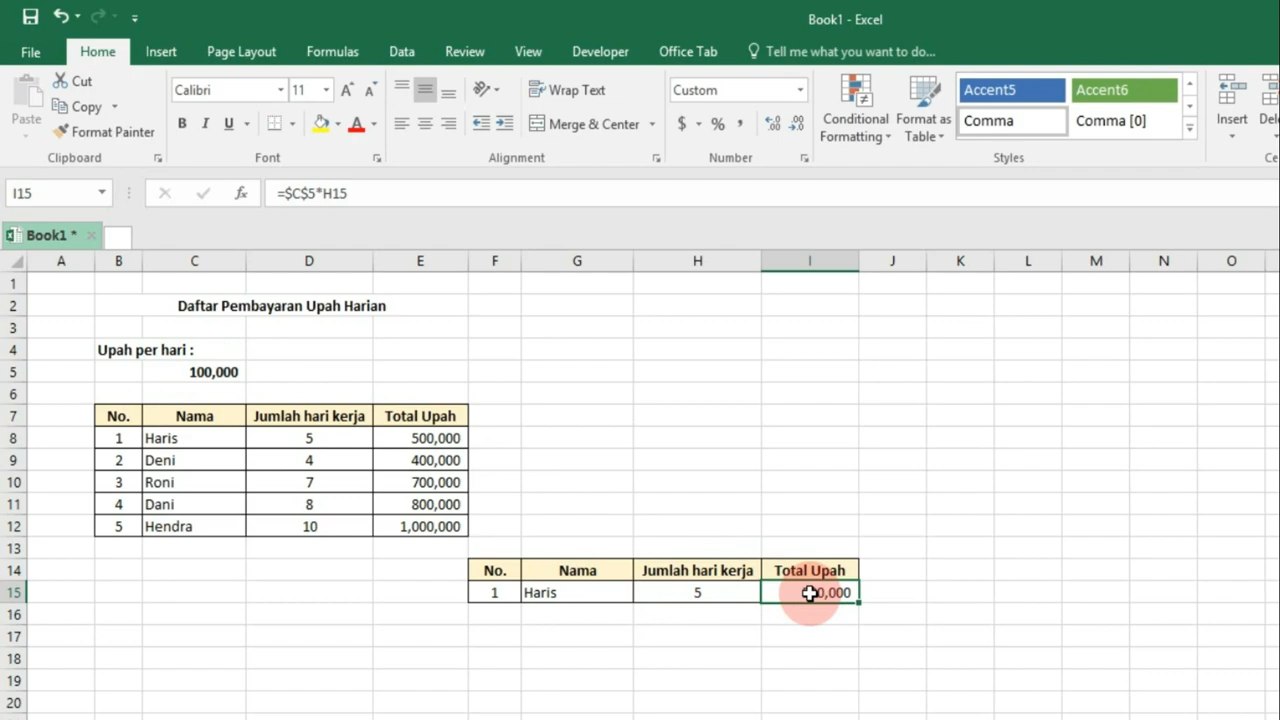 Book1 - Excel
File Home Insert Page Layout Formulas Data Review View Developer Office Tab Tell me what you want to do...
Paste
Cut
Copy
Format Painter
Clipboard
Calibri 11
B I U
Font
Wrap Text
Merge & Center
Alignment
Custom
$ % ,
Number
Conditional Formatting
Format as Table
Accent5 Accent6
Comma Comma [0]
Styles
Insert
I15 fx =$C$5*H15
Book1 *
A B C D E F G H I J K L M N O
1
2 Daftar Pembayaran Upah Harian
3
4 Upah per hari :
5 100,000
6
7 No. Nama Jumlah hari kerja Total Upah
8 1 Haris 5 500,000
9 2 Deni 4 400,000
10 3 Roni 7 700,000
11 4 Dani 8 800,000
12 5 Hendra 10 1,000,000
13
14 No. Nama Jumlah hari kerja Total Upah
15 1 Haris 5
16
17
18
19
20